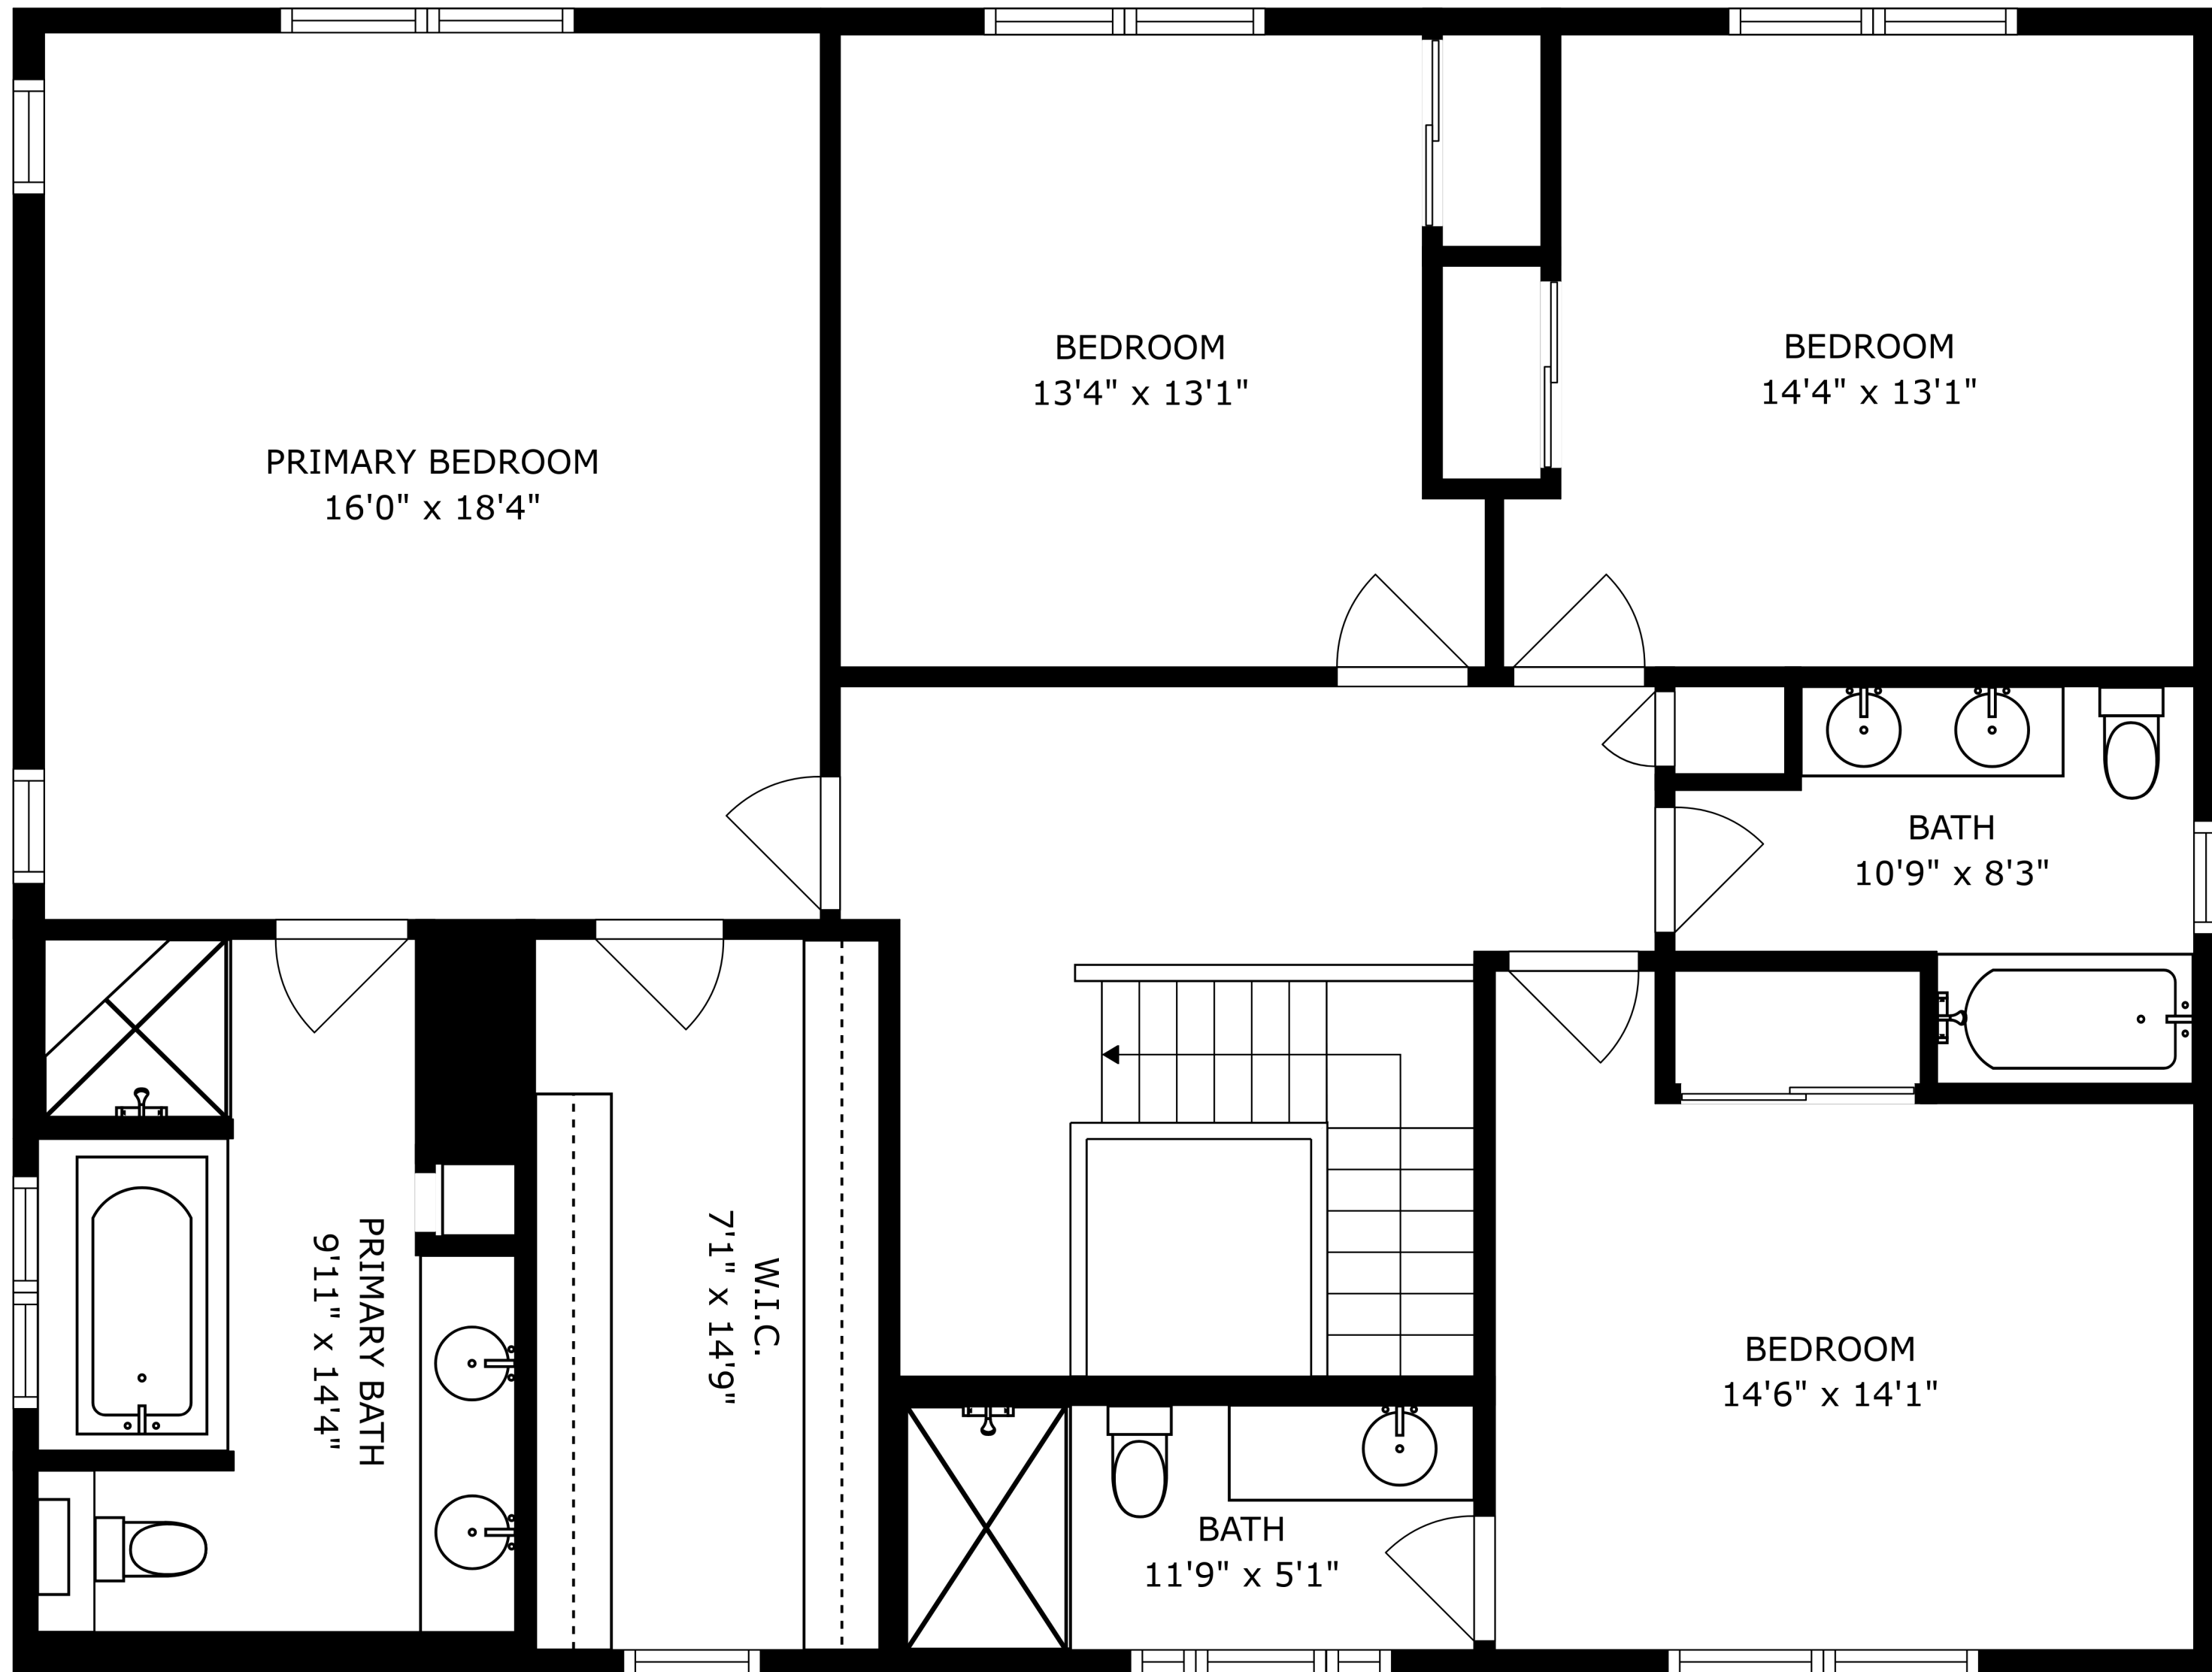 BEDROOM
13'4" x 13'1"
BEDROOM
14'4" x 13'1"
PRIMARY BEDROOM
16'0" x 18'4"
BATH
10'9" x 8'3"
PRIMARY BATH
9'11" x 14'4"
W.I.C.
7'1" x 14'9"
BEDROOM
14'6" x 14'1"
BATH
11'9" x 5'1"